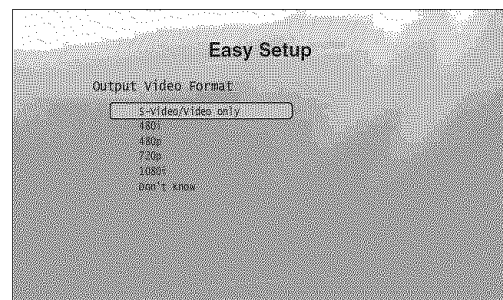 Easy Setup
Output Video Format
S-Video/Video only
480i
480p
720p
1080i
Don't know